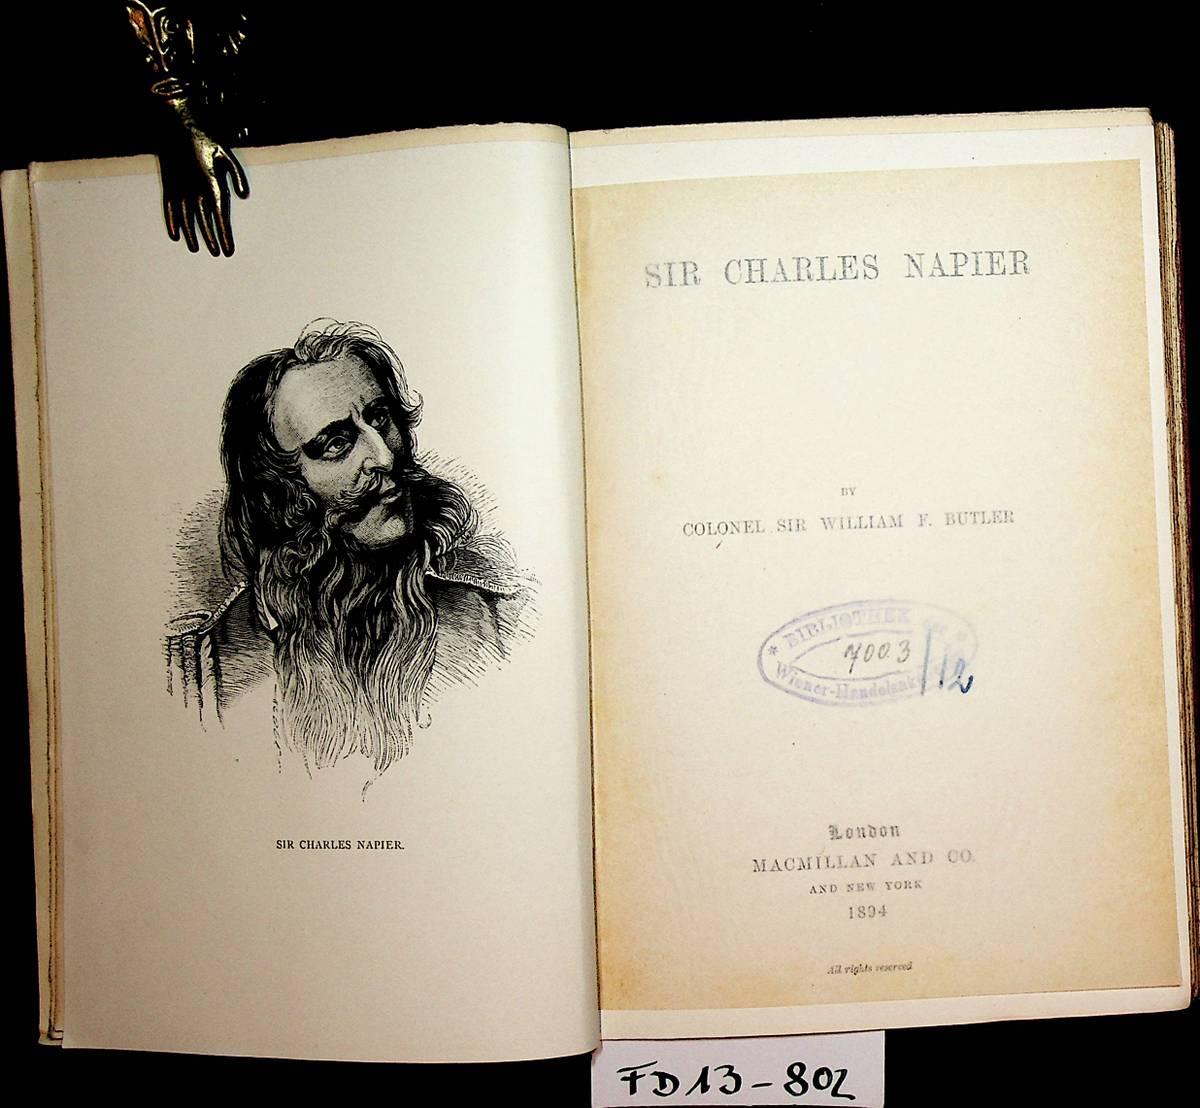 SIR CHARLES NAPIER.
SIR CHARLES NAPIER
BY
COLONEL SIR WILLIAM F. BUTLER
* BIBLIOTHEK
7003/12
Wiener-Handelsak
London
MACMILLAN AND CO.
AND NEW YORK
1894
All rights reserved
FD13-802